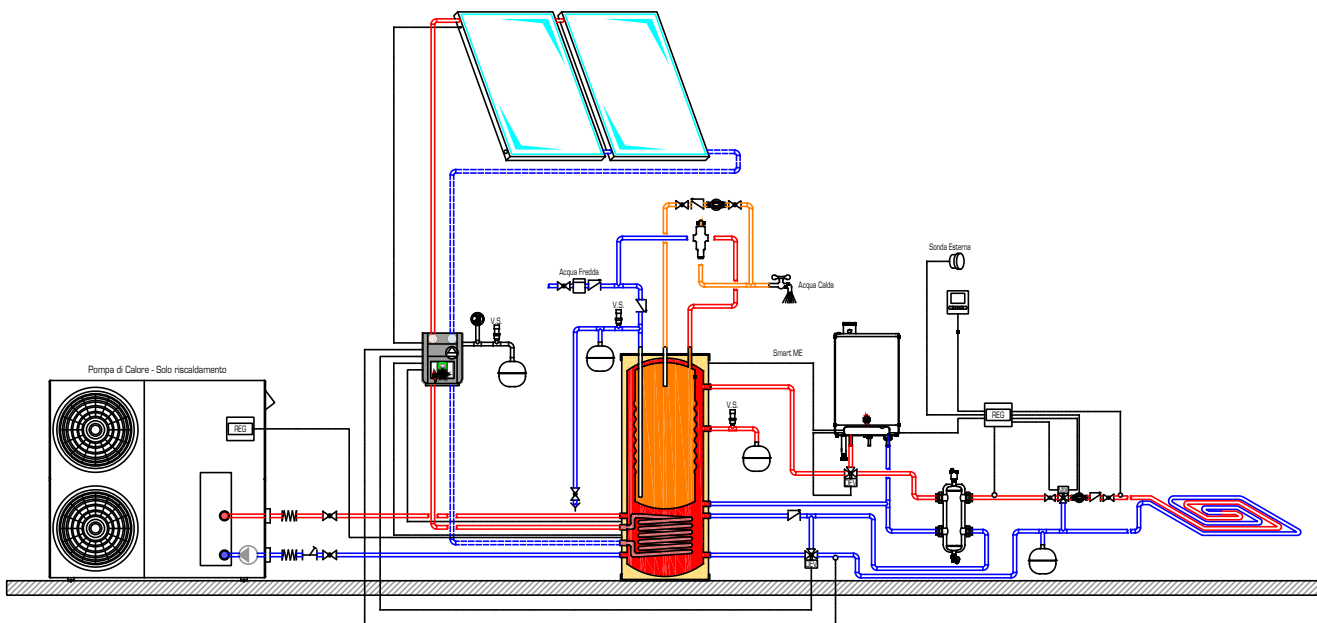 Sonda Esterna
Acqua Fredda
Acqua Calda
V.S.
V.S.
Smart ME
Pompa di Calore - Solo riscaldamento
V.S.
REG
REG